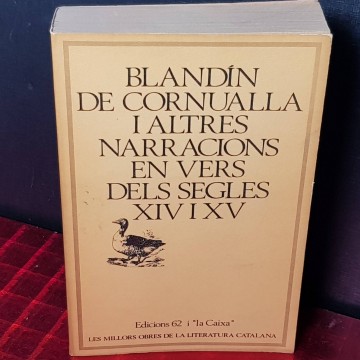 BLANDÍN
DE CORNUALLA
I ALTRES
NARRACIONS
EN VERS
DELS SEGLES
XIV I XV
Edicions 62 i "la Caixa"
LES MILLORS OBRES DE LA LITERATURA CATALANA